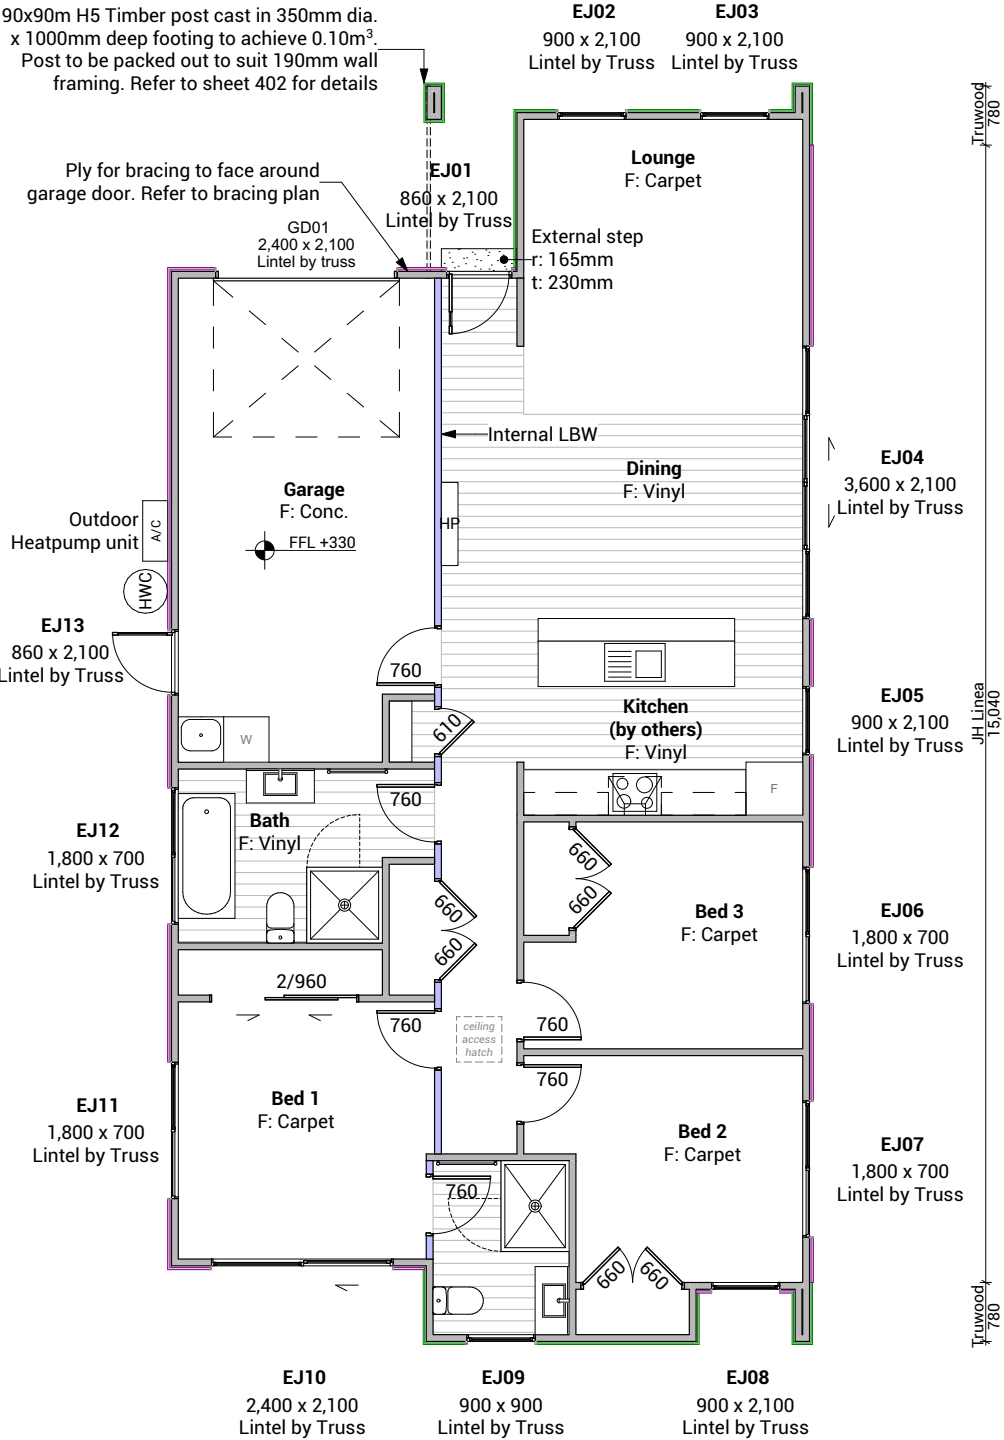 90x90m H5 Timber post cast in 350mm dia.
x 1000mm deep footing to achieve 0.10m³.
Post to be packed out to suit 190mm wall
framing. Refer to sheet 402 for details
EJ02
900 x 2,100
Lintel by Truss
EJ03
900 x 2,100
Lintel by Truss
Truwood
780
Ply for bracing to face around
garage door. Refer to bracing plan
EJ01
860 x 2,100
Lintel by Truss
Lounge
F: Carpet
GD01
2,400 x 2,100
Lintel by truss
External step
r: 165mm
t: 230mm
Internal LBW
Dining
F: Vinyl
EJ04
3,600 x 2,100
Lintel by Truss
Garage
F: Conc.
FFL +330
HP
Outdoor
Heatpump unit
A/C
HWC
EJ13
860 x 2,100
Lintel by Truss
760
610
W
Kitchen
(by others)
F: Vinyl
EJ05
900 x 2,100
Lintel by Truss
JH Linea
15,040
F
Bath
F: Vinyl
760
EJ12
1,800 x 700
Lintel by Truss
660
660
660
660
Bed 3
F: Carpet
EJ06
1,800 x 700
Lintel by Truss
2/960
760
ceiling
access
hatch
760
760
Bed 1
F: Carpet
EJ11
1,800 x 700
Lintel by Truss
Bed 2
F: Carpet
EJ07
1,800 x 700
Lintel by Truss
760
660
660
Truwood
780
EJ10
2,400 x 2,100
Lintel by Truss
EJ09
900 x 900
Lintel by Truss
EJ08
900 x 2,100
Lintel by Truss